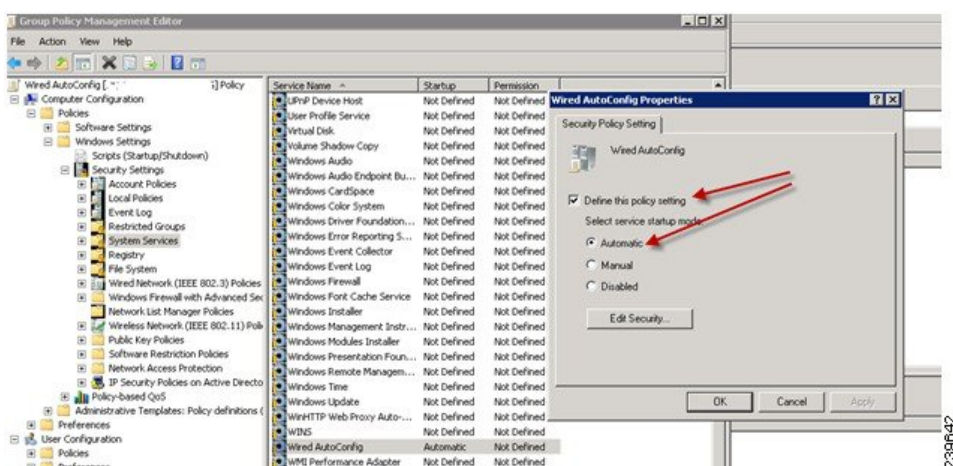 Group Policy Management Editor
File Action View Help
Wired AutoConfig [ Policy
Computer Configuration
Policies
Software Settings
Windows Settings
Scripts (Startup/Shutdown)
Security Settings
Account Policies
Local Policies
Event Log
Restricted Groups
System Services
Registry
File System
Wired Network (IEEE 802.3) Policies
Windows Firewall with Advanced Sec
Network List Manager Policies
Wireless Network (IEEE 802.11) Poli
Public Key Policies
Software Restriction Policies
Network Access Protection
IP Security Policies on Active Directo
Policy-based QoS
Administrative Templates: Policy definitions (
Preferences
User Configuration
Policies
Preferences
Service Name Startup Permission
UPnP Device Host Not Defined Not Defined
User Profile Service Not Defined Not Defined
Virtual Disk Not Defined Not Defined
Volume Shadow Copy Not Defined Not Defined
Windows Audio Not Defined Not Defined
Windows Audio Endpoint Bu... Not Defined Not Defined
Windows CardSpace Not Defined Not Defined
Windows Color System Not Defined Not Defined
Windows Driver Foundation... Not Defined Not Defined
Windows Error Reporting S... Not Defined Not Defined
Windows Event Collector Not Defined Not Defined
Windows Event Log Not Defined Not Defined
Windows Firewall Not Defined Not Defined
Windows Font Cache Service Not Defined Not Defined
Windows Installer Not Defined Not Defined
Windows Management Instr... Not Defined Not Defined
Windows Modules Installer Not Defined Not Defined
Windows Presentation Foun... Not Defined Not Defined
Windows Remote Managem... Not Defined Not Defined
Windows Time Not Defined Not Defined
Windows Update Not Defined Not Defined
WinHTTP Web Proxy Auto-... Not Defined Not Defined
WINS Not Defined Not Defined
Wired AutoConfig Automatic Not Defined
WMI Performance Adapter Not Defined Not Defined
Wired AutoConfig Properties
Security Policy Setting
Wired AutoConfig
Define this policy setting
Select service startup mode:
Automatic
Manual
Disabled
Edit Security...
OK Cancel Apply
239642